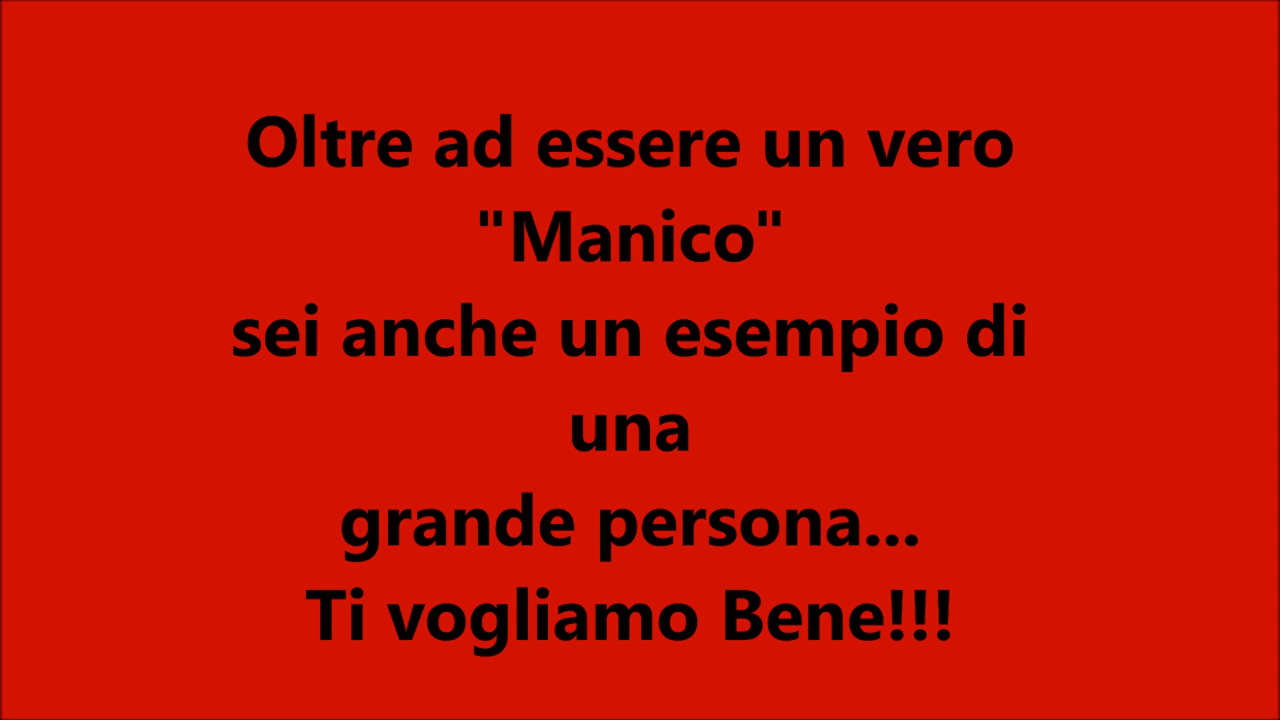 Oltre ad essere un vero
"Manico"
sei anche un esempio di
una
grande persona...
Ti vogliamo Bene!!!